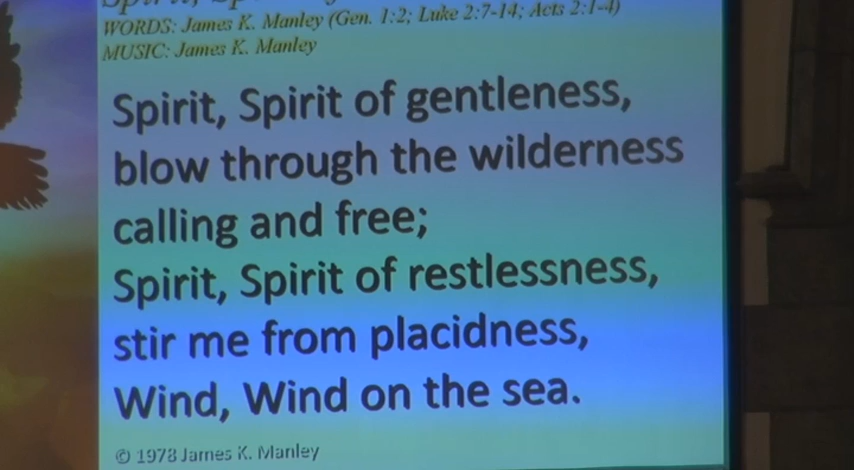 Spirit, Spirit
WORDS: James K. Manley (Gen. 1:2; Luke 2:7-14; Acts 2:1-4)
MUSIC: James K. Manley
Spirit, Spirit of gentleness,
blow through the wilderness
calling and free;
Spirit, Spirit of restlessness,
stir me from placidness,
Wind, Wind on the sea.
© 1978 James K. Manley